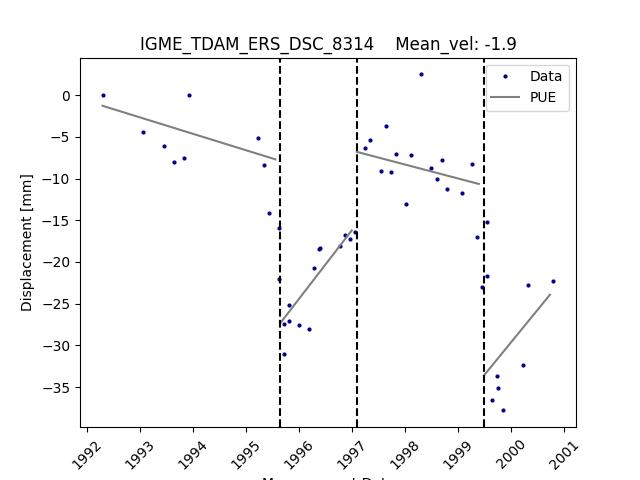 IGME_TDAM_ERS_DSC_8314    Mean_vel: -1.9
Data
PUE
Displacement [mm]
0
−5
−10
−15
−20
−25
−30
−35
1992 1993 1994 1995 1996 1997 1998 1999 2000 2001